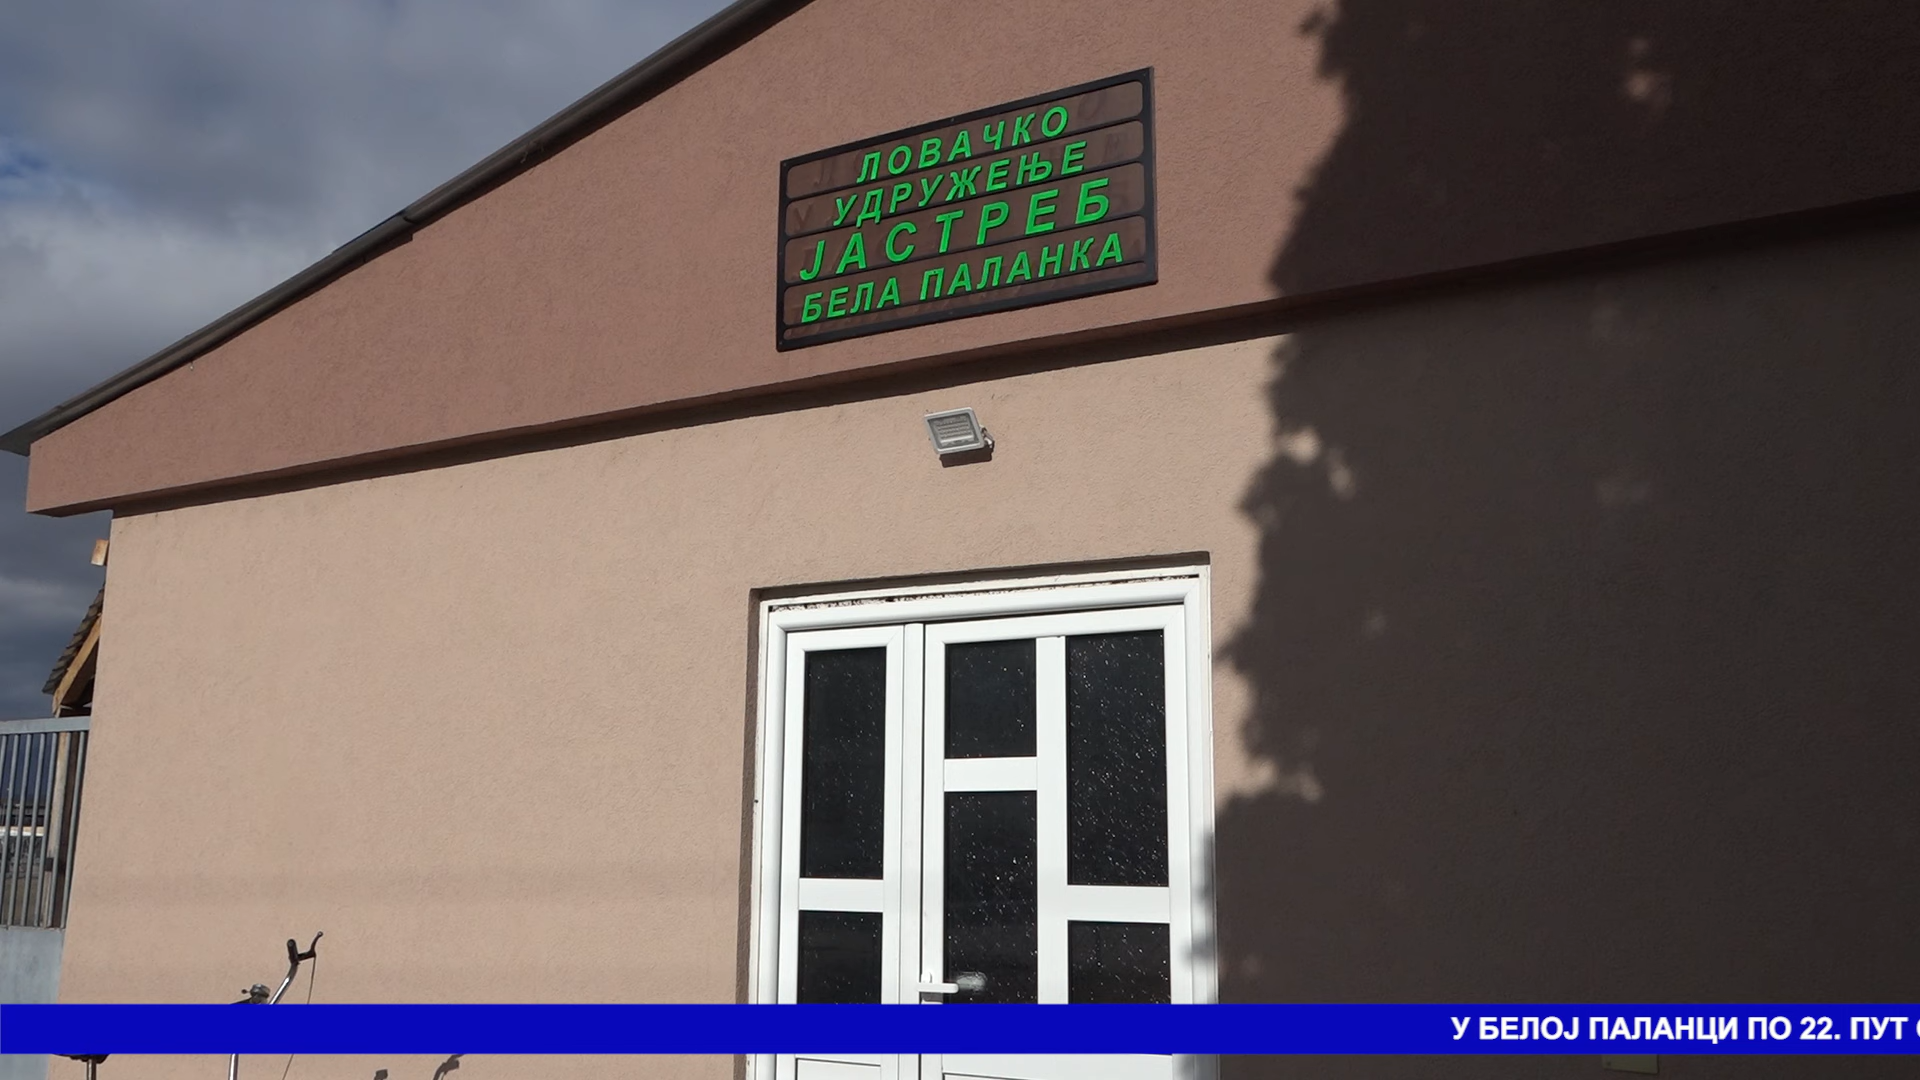 ЛОВАЧКО
УДРУЖЕЊЕ
ЈАСТРЕБ
БЕЛА ПАЛАНКА
У БЕЛОЈ ПАЛАНЦИ ПО 22. ПУТ